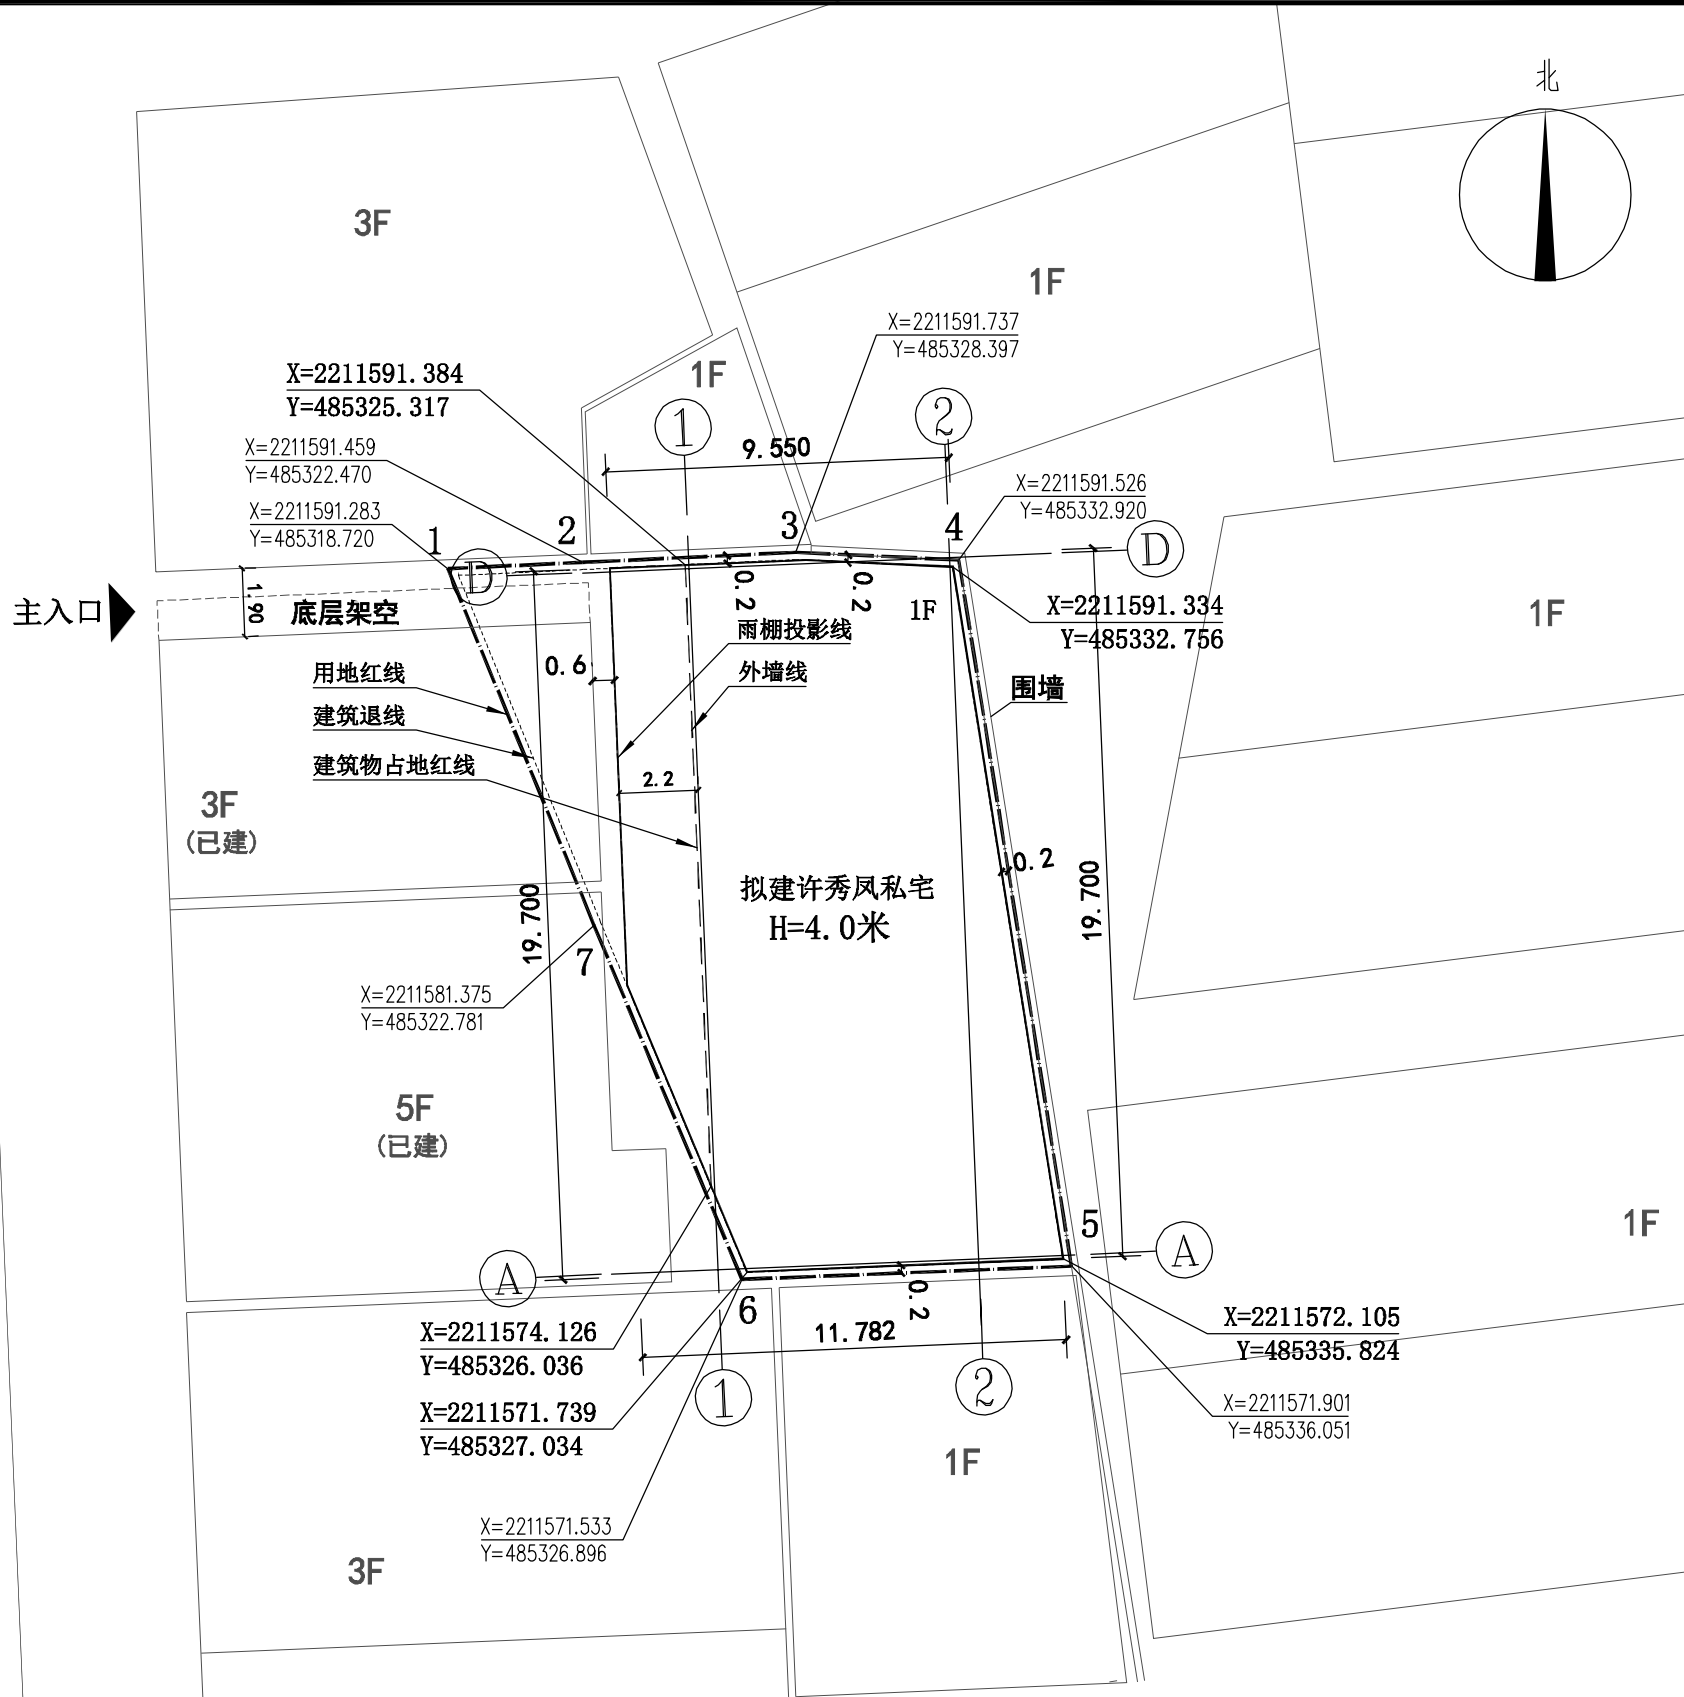 北
3F
1F
X=2211591.737
Y=485328.397
X=2211591.384
Y=485325.317
1F
1
2
9.550
X=2211591.459
Y=485322.470
X=2211591.526
Y=485332.920
X=2211591.283
Y=485318.720
1
2
3
4
D
D
主入口
1.90
底层架空
0.2
0.2
1F
X=2211591.334
Y=485332.756
1F
雨棚投影线
0.6
外墙线
用地红线
围墙
建筑退线
建筑物占地红线
2.2
3F
(已建)
0.2
拟建许秀凤私宅
H=4.0米
19.700
19.700
7
X=2211581.375
Y=485322.781
5F
(已建)
5
1F
A
A
6
0.2
X=2211574.126
Y=485326.036
11.782
X=2211572.105
Y=485335.824
1
2
X=2211571.739
Y=485327.034
X=2211571.901
Y=485336.051
1F
X=2211571.533
Y=485326.896
3F